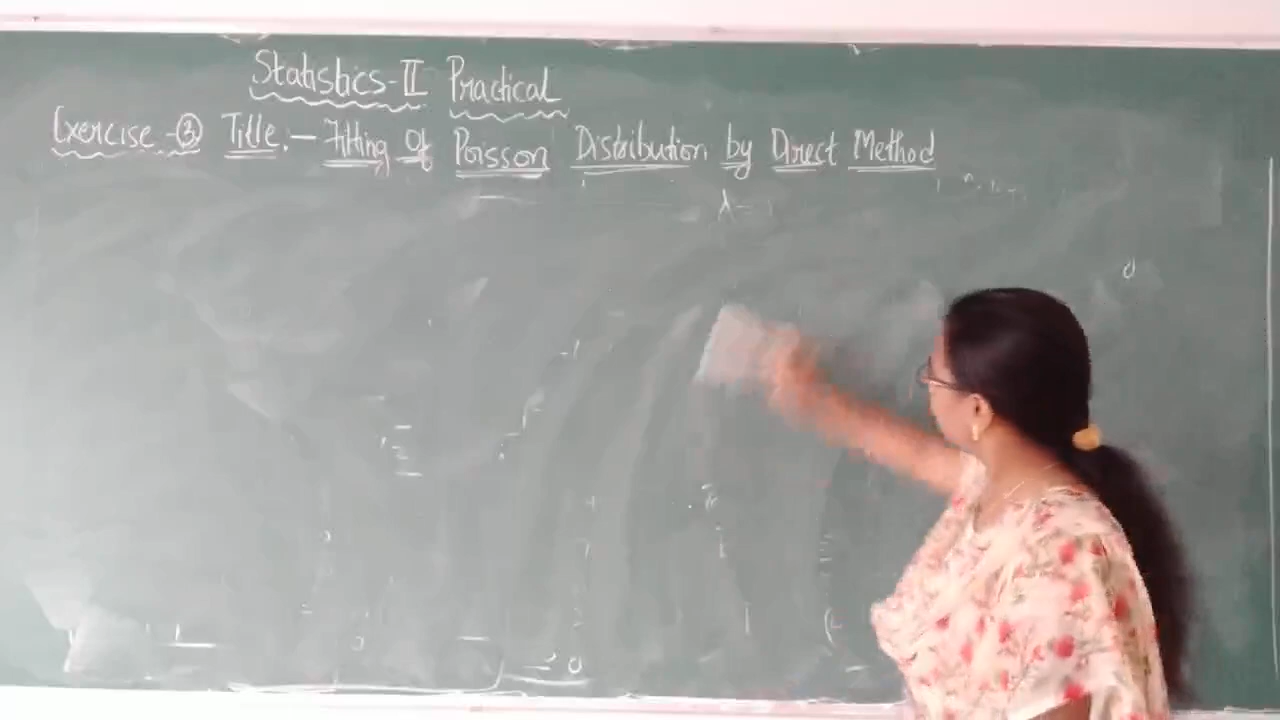 Statistics-II Practical
Exercise-③ Title:- Fitting Of Poisson Distribution by Direct Method
λ=